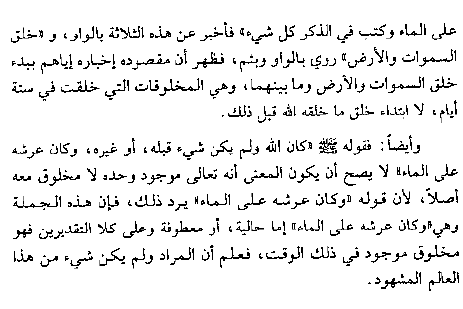 على الماء وكتب في الذكر كل شيء» فأخبر عن هذه الثلاثة بالواو، و «خلق
السموات والأرض» روي بالواو وبثم، فظهر أن مقصوده إخباره إياهم ببدء
خلق السموات والأرض وما بينهما، وهي المخلوقات التي خلقت في ستة
أيام، لا ابتداء خلق ما خلقه الله قبل ذلك.
وأيضاً: فقوله ﷺ «كان الله ولم يكن شيء قبله، أو غيره، وكان عرشه
على الماء» لا يصح أن يكون المعنى أنه تعالى موجود وحده لا مخلوق معه
أصلاً، لأن قوله «وكان عرشه على الماء» يرد ذلك، فإن هذه الجملة
وهي «وكان عرشه على الماء» إما حالية، أو معطوفة وعلى كلا التقديرين فهو
مخلوق موجود في ذلك الوقت، فعلم أن المراد ولم يكن شيء من هذا
العالم المشهود.